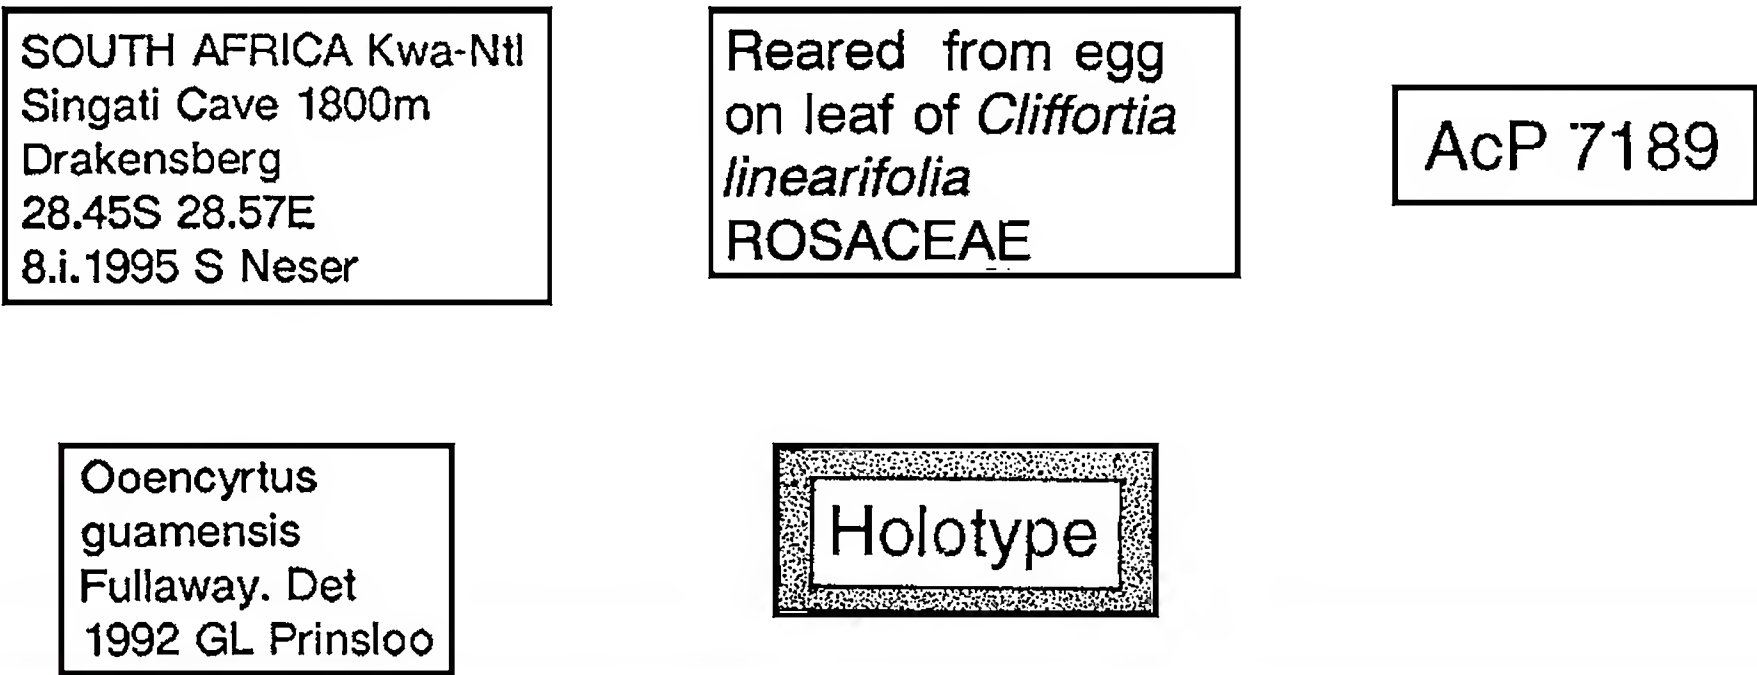 SOUTH AFRICA Kwa-Ntl
Singati Cave 1800m
Drakensberg
28.45S 28.57E
8.i.1995 S Neser
Reared from egg
on leaf of Cliffortia
linearifolia
ROSACEAE
AcP 7189
Ooencyrtus
guamensis
Fullaway. Det
1992 GL Prinsloo
Holotype